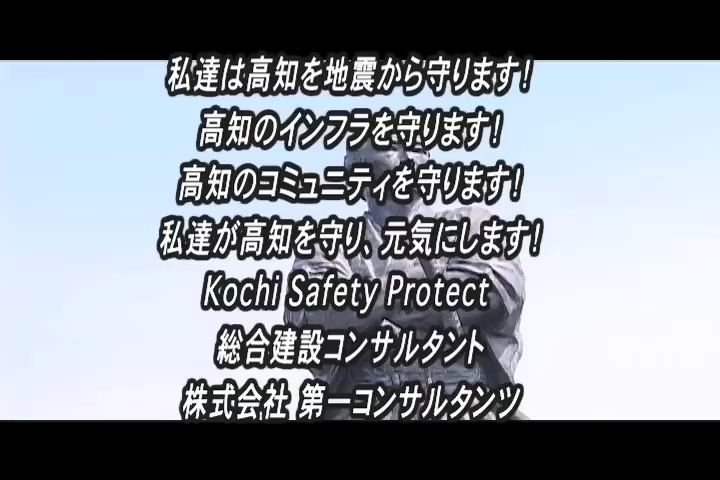 私達は高知を地震から守ります!
高知のインフラを守ります!
高知のコミュニティを守ります!
私達が高知を守り、元気にします!
Kochi Safety Protect
総合建設コンサルタント
株式会社 第一コンサルタンツ